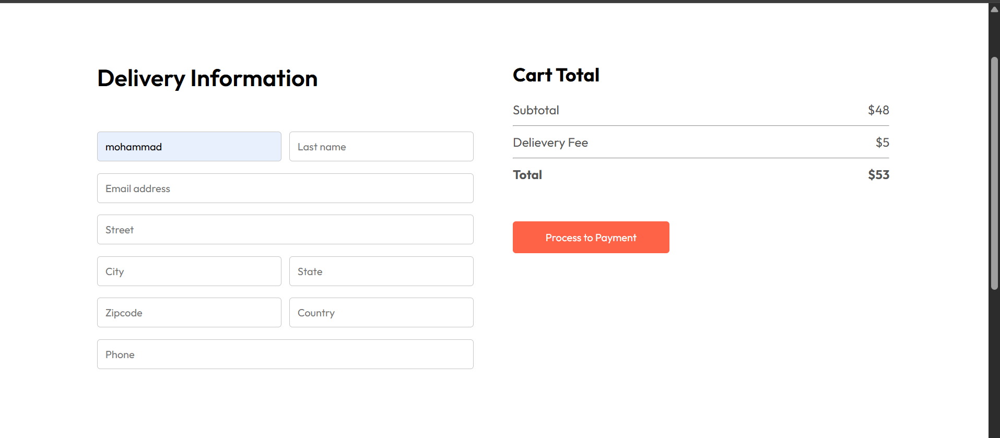 Delivery Information
mohammad
Last name
Email address
Street
City
State
Zipcode
Country
Phone
Cart Total
Subtotal $48
Delievery Fee $5
Total $53
Process to Payment